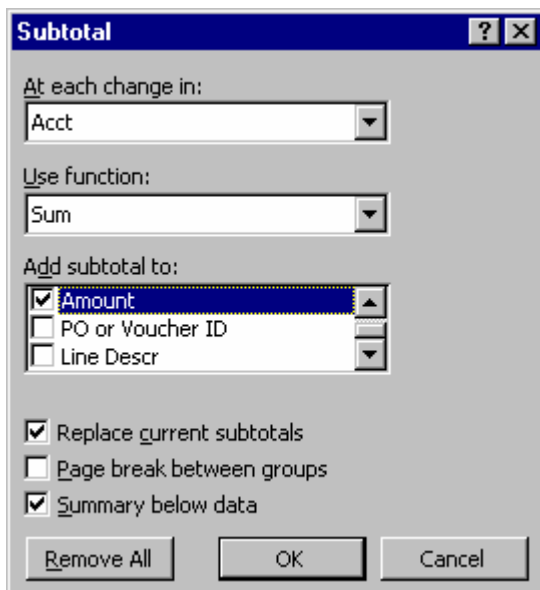 Subtotal
At each change in:
Acct
Use function:
Sum
Add subtotal to:
Amount
PO or Voucher ID
Line Descr
Replace current subtotals
Page break between groups
Summary below data
Remove All OK Cancel